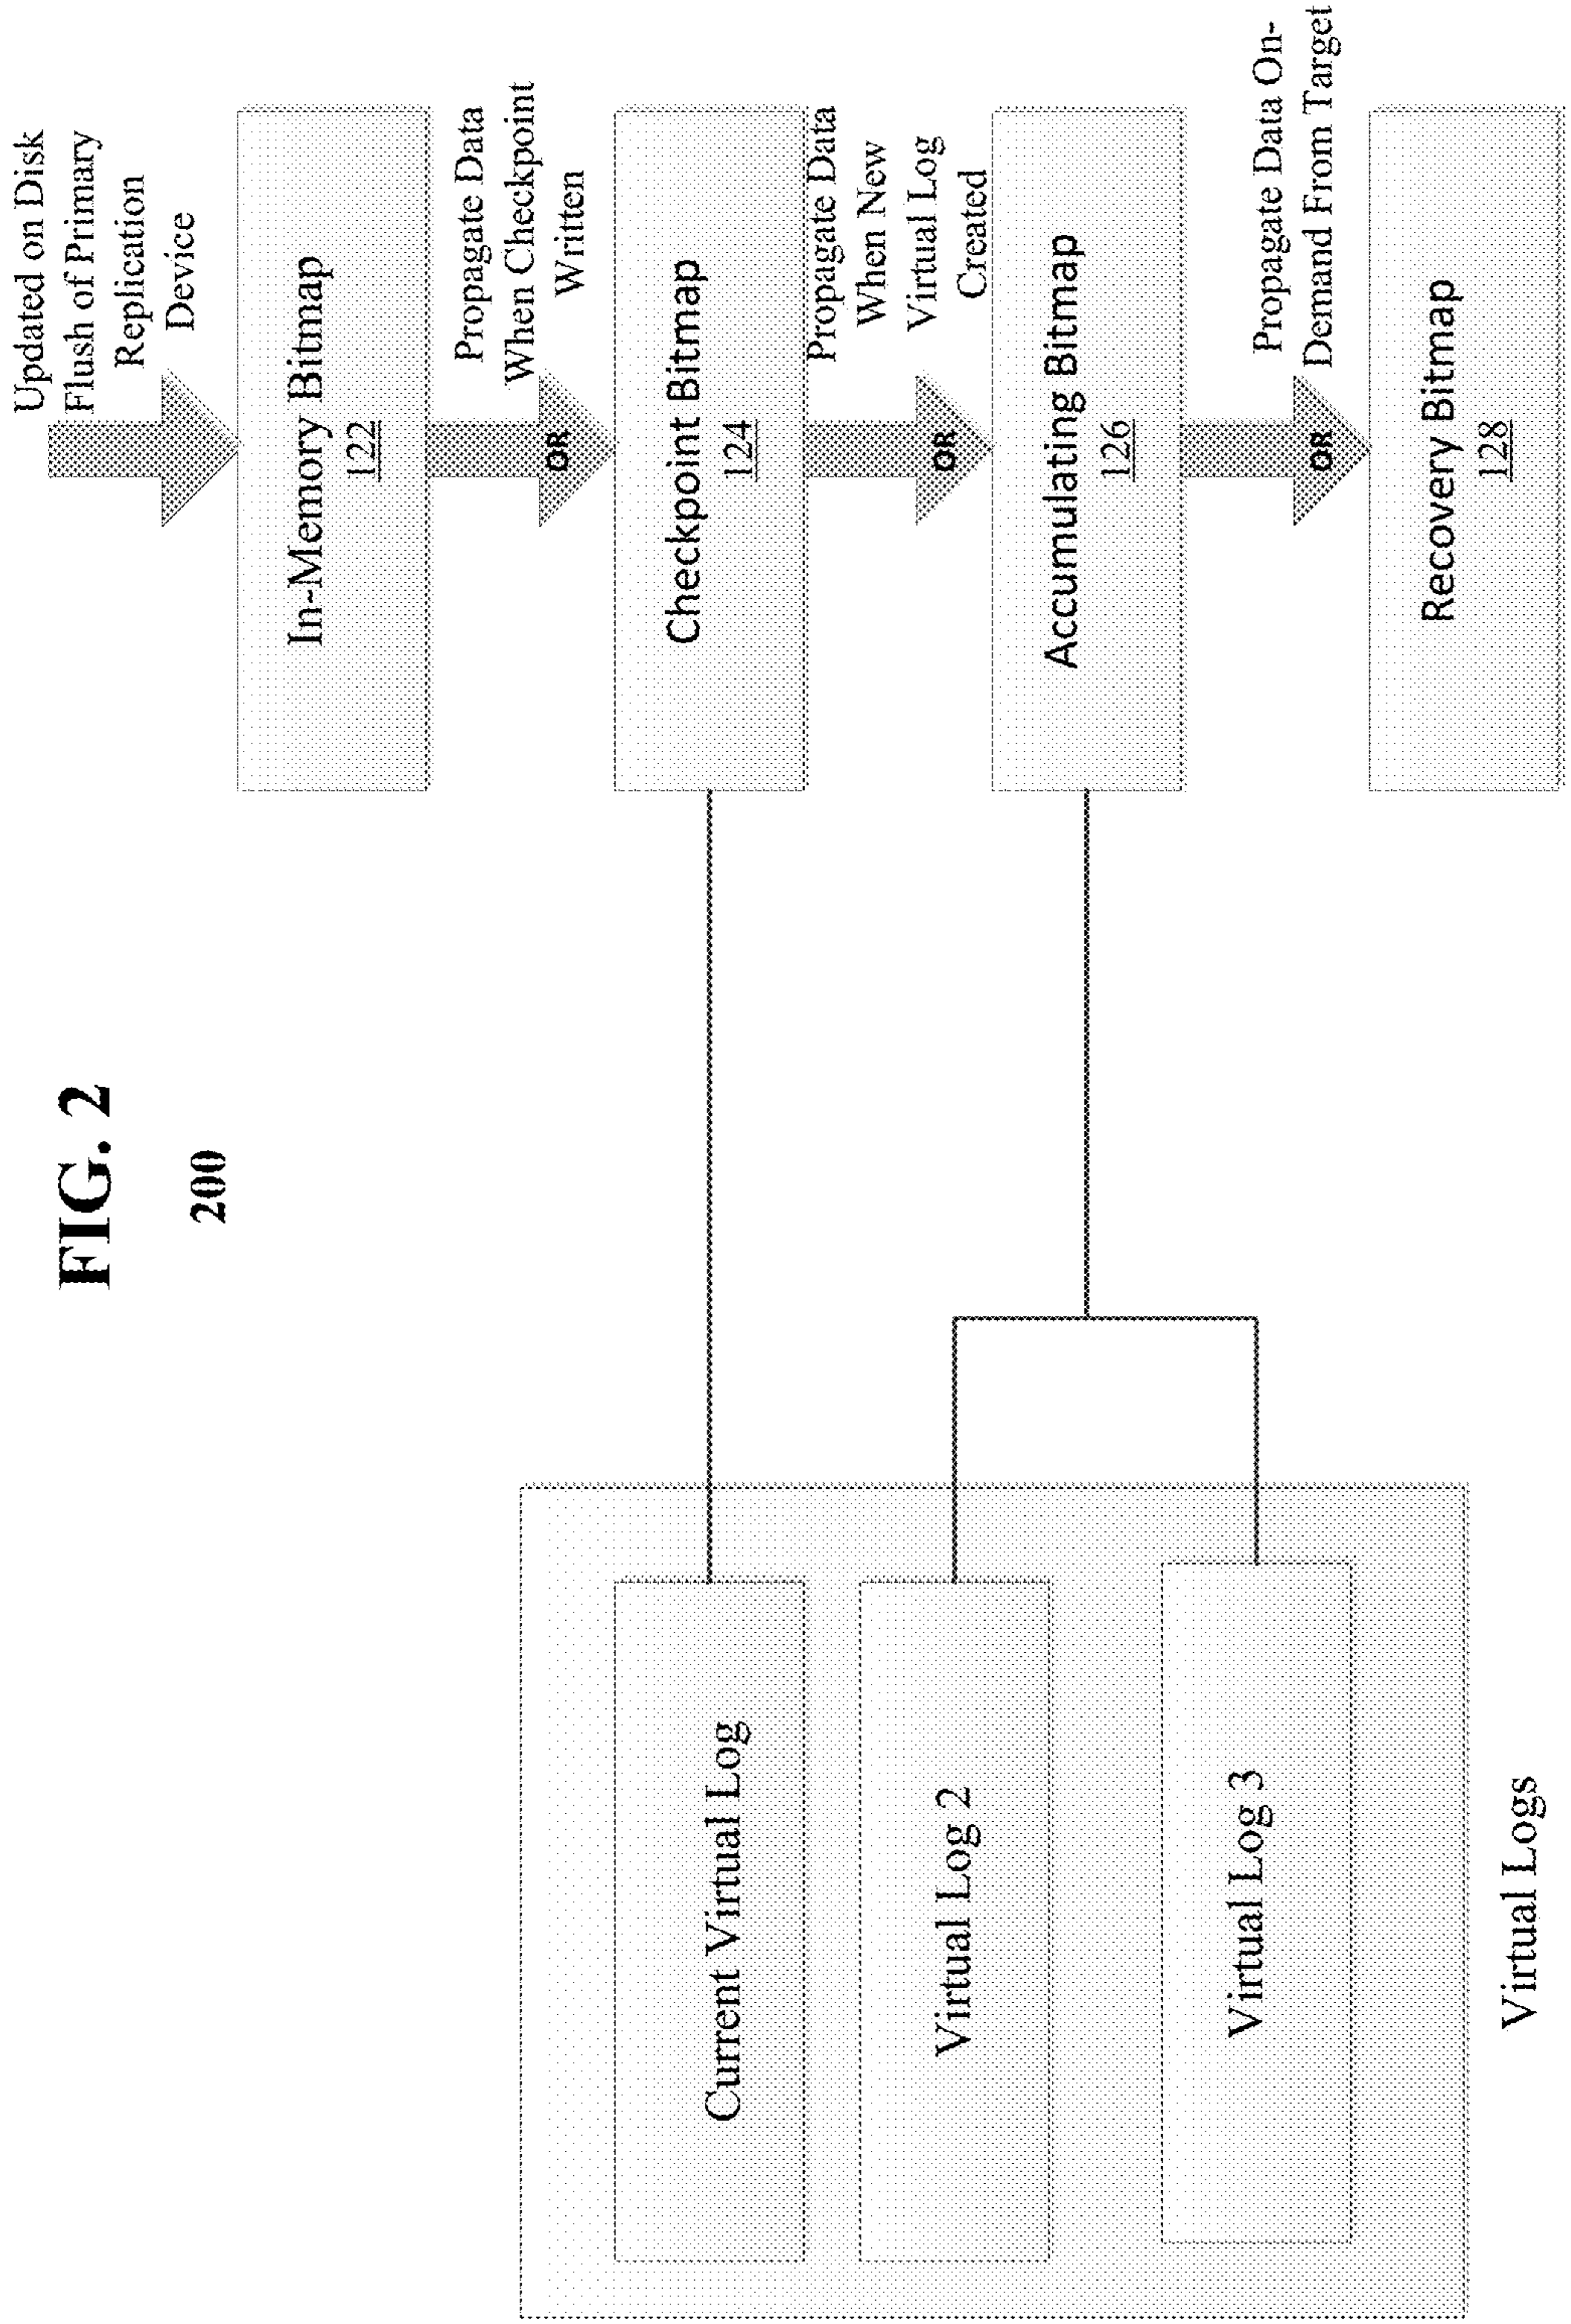 FIG. 2
200
Updated on Disk
Flush of Primary
Replication
Device
In-Memory Bitmap
122
Propagate Data
When Checkpoint
Written
OR
Checkpoint Bitmap
124
Propagate Data
When New
Virtual Log
Created
OR
Accumulating Bitmap
126
Propagate Data On-
Demand From Target
OR
Recovery Bitmap
128
Current Virtual Log
Virtual Log 2
Virtual Log 3
Virtual Logs